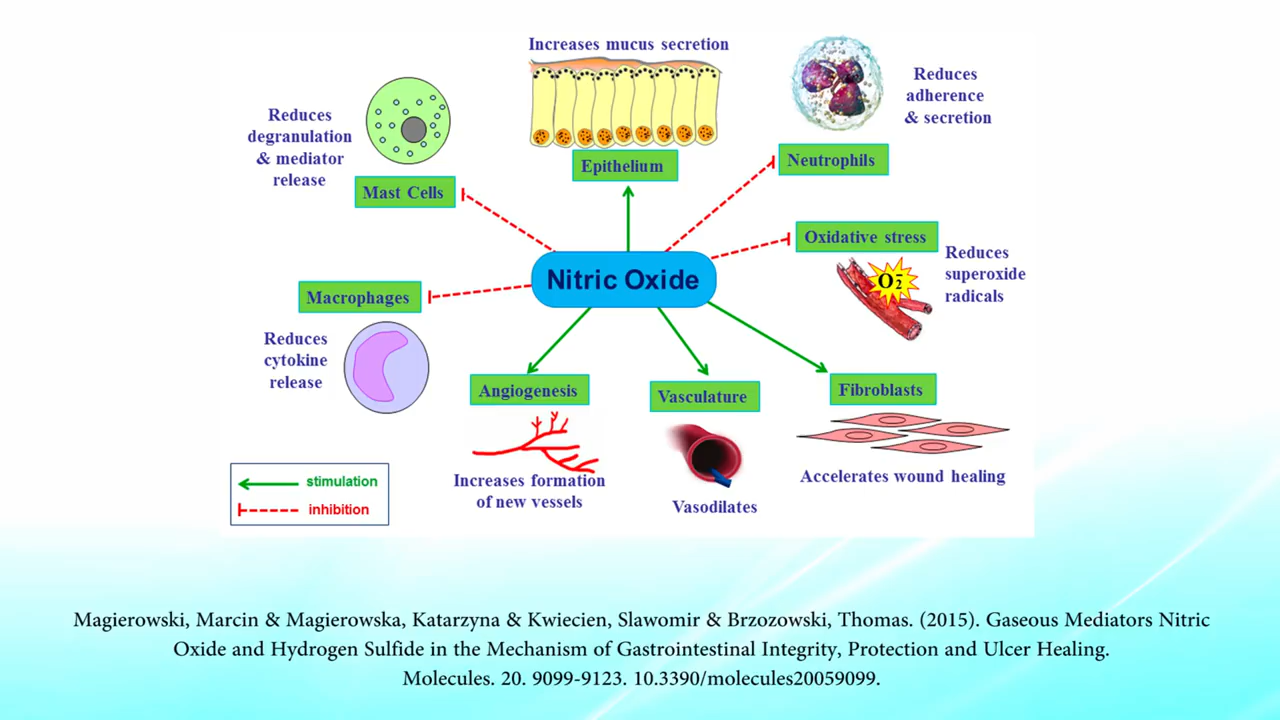 Increases mucus secretion
Reduces
adherence
& secretion
Reduces
degranulation
& mediator
release
Epithelium
Neutrophils
Mast Cells
Oxidative stress
Reduces
superoxide
radicals
O₂⁻
Nitric Oxide
Macrophages
Reduces
cytokine
release
Angiogenesis
Vasculature
Fibroblasts
Increases formation
of new vessels
Vasodilates
Accelerates wound healing
stimulation
inhibition
Magierowski, Marcin & Magierowska, Katarzyna & Kwiecien, Slawomir & Brzozowski, Thomas. (2015). Gaseous Mediators Nitric
Oxide and Hydrogen Sulfide in the Mechanism of Gastrointestinal Integrity, Protection and Ulcer Healing.
Molecules. 20. 9099-9123. 10.3390/molecules20059099.